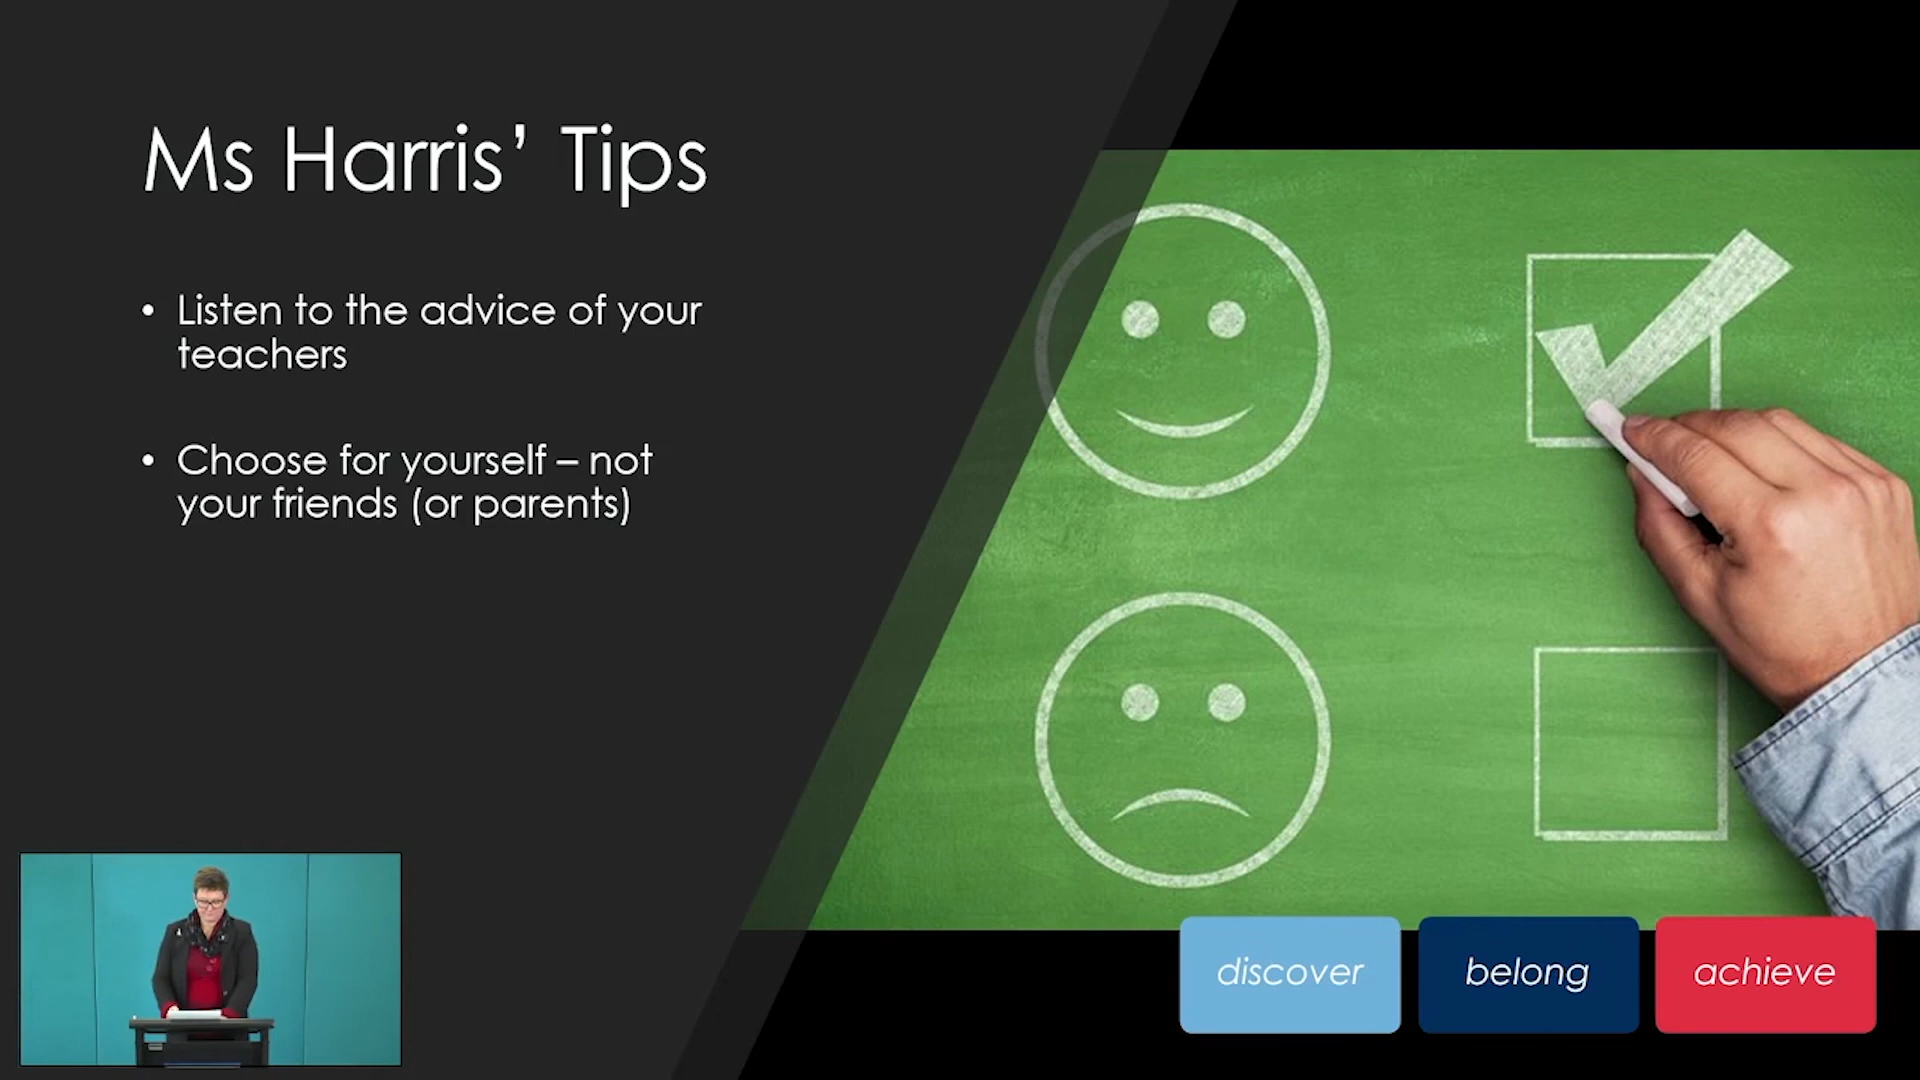 Ms Harris’ Tips
• Listen to the advice of your
teachers
• Choose for yourself – not
your friends (or parents)
discover
belong
achieve